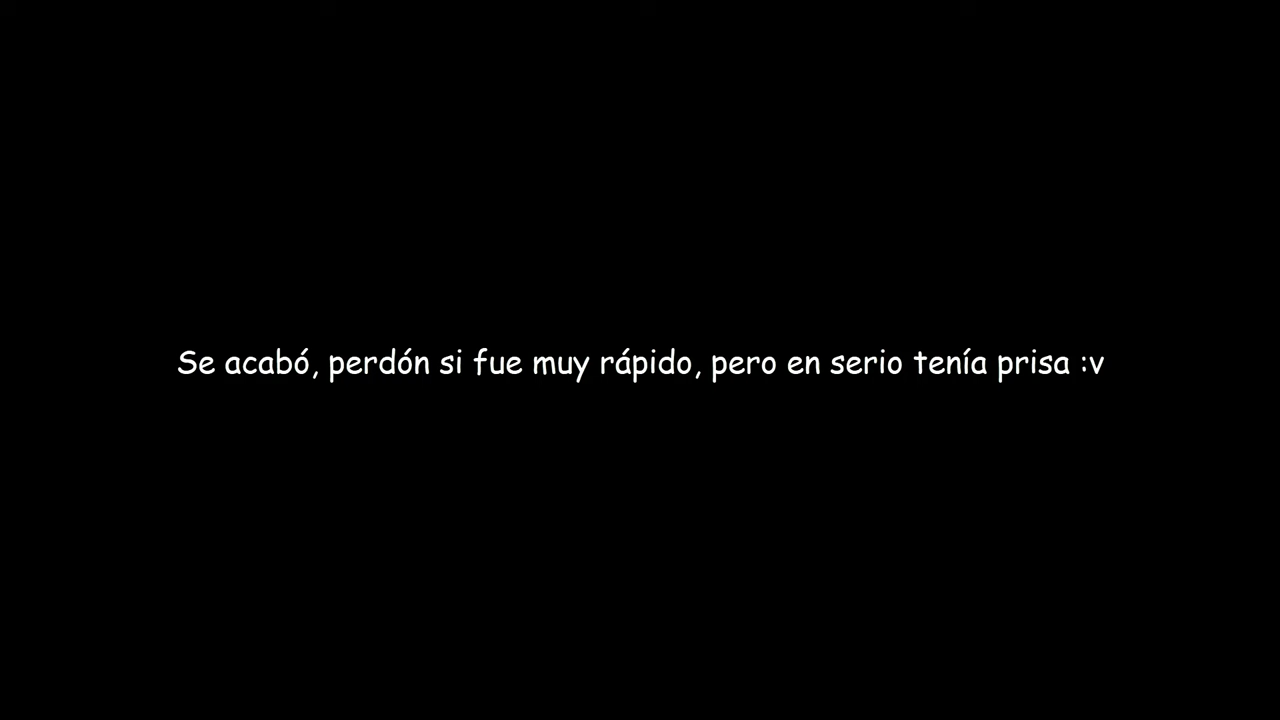 Se acabó, perdón si fue muy rápido, pero en serio tenía prisa :v